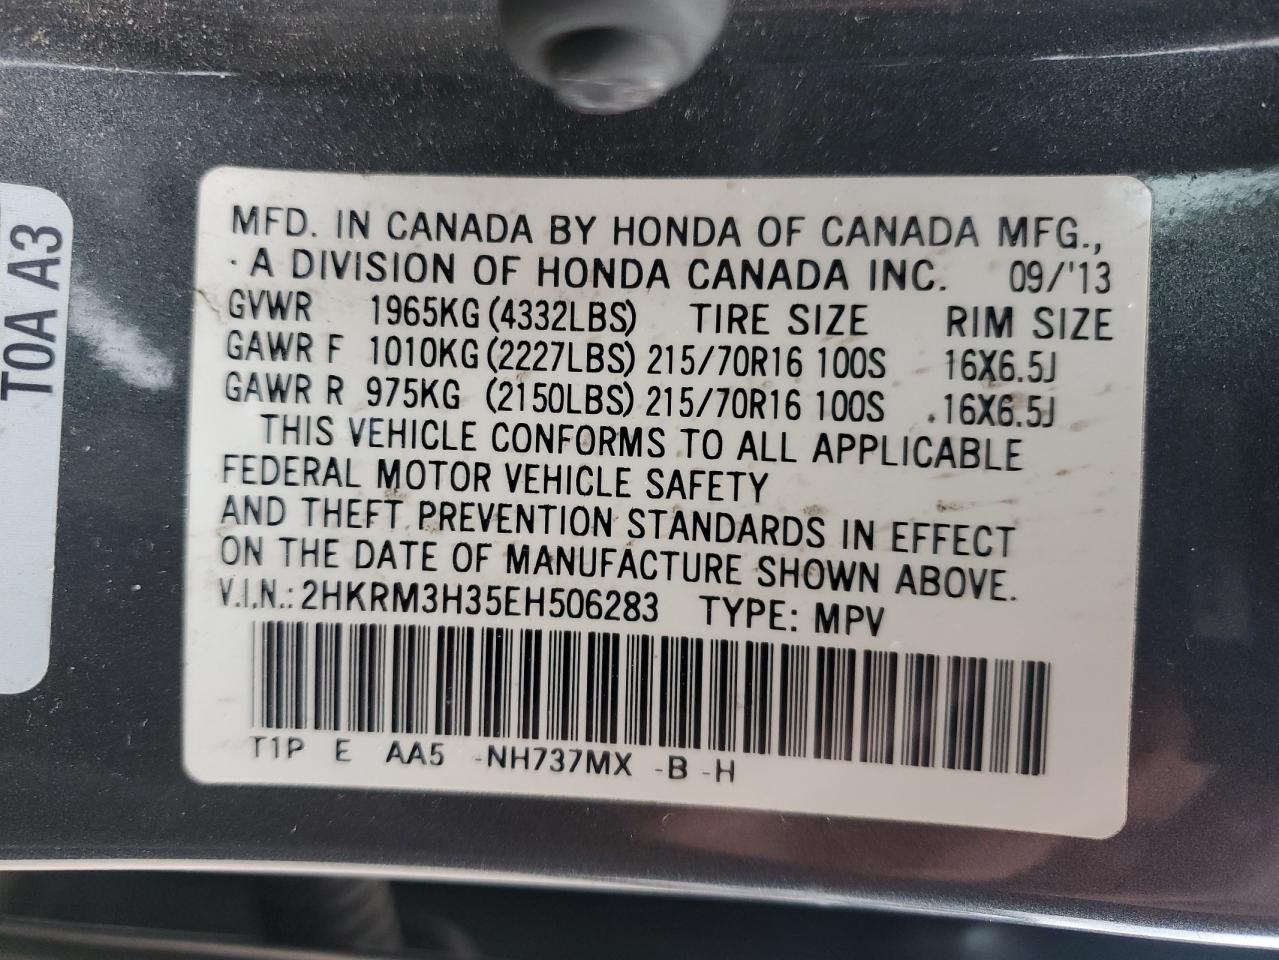 TOA A3
MFD. IN CANADA BY HONDA OF CANADA MFG.,
A DIVISION OF HONDA CANADA INC. 09/'13
GVWR 1965KG (4332LBS) TIRE SIZE RIM SIZE
GAWR F 1010KG (2227LBS) 215/70R16 100S 16X6.5J
GAWR R 975KG (2150LBS) 215/70R16 100S 16X6.5J
THIS VEHICLE CONFORMS TO ALL APPLICABLE
FEDERAL MOTOR VEHICLE SAFETY
AND THEFT PREVENTION STANDARDS IN EFFECT
ON THE DATE OF MANUFACTURE SHOWN ABOVE.
V.I.N.: 2HKRM3H35EH506283 TYPE: MPV
T1P E AA5 -NH737MX -B -H